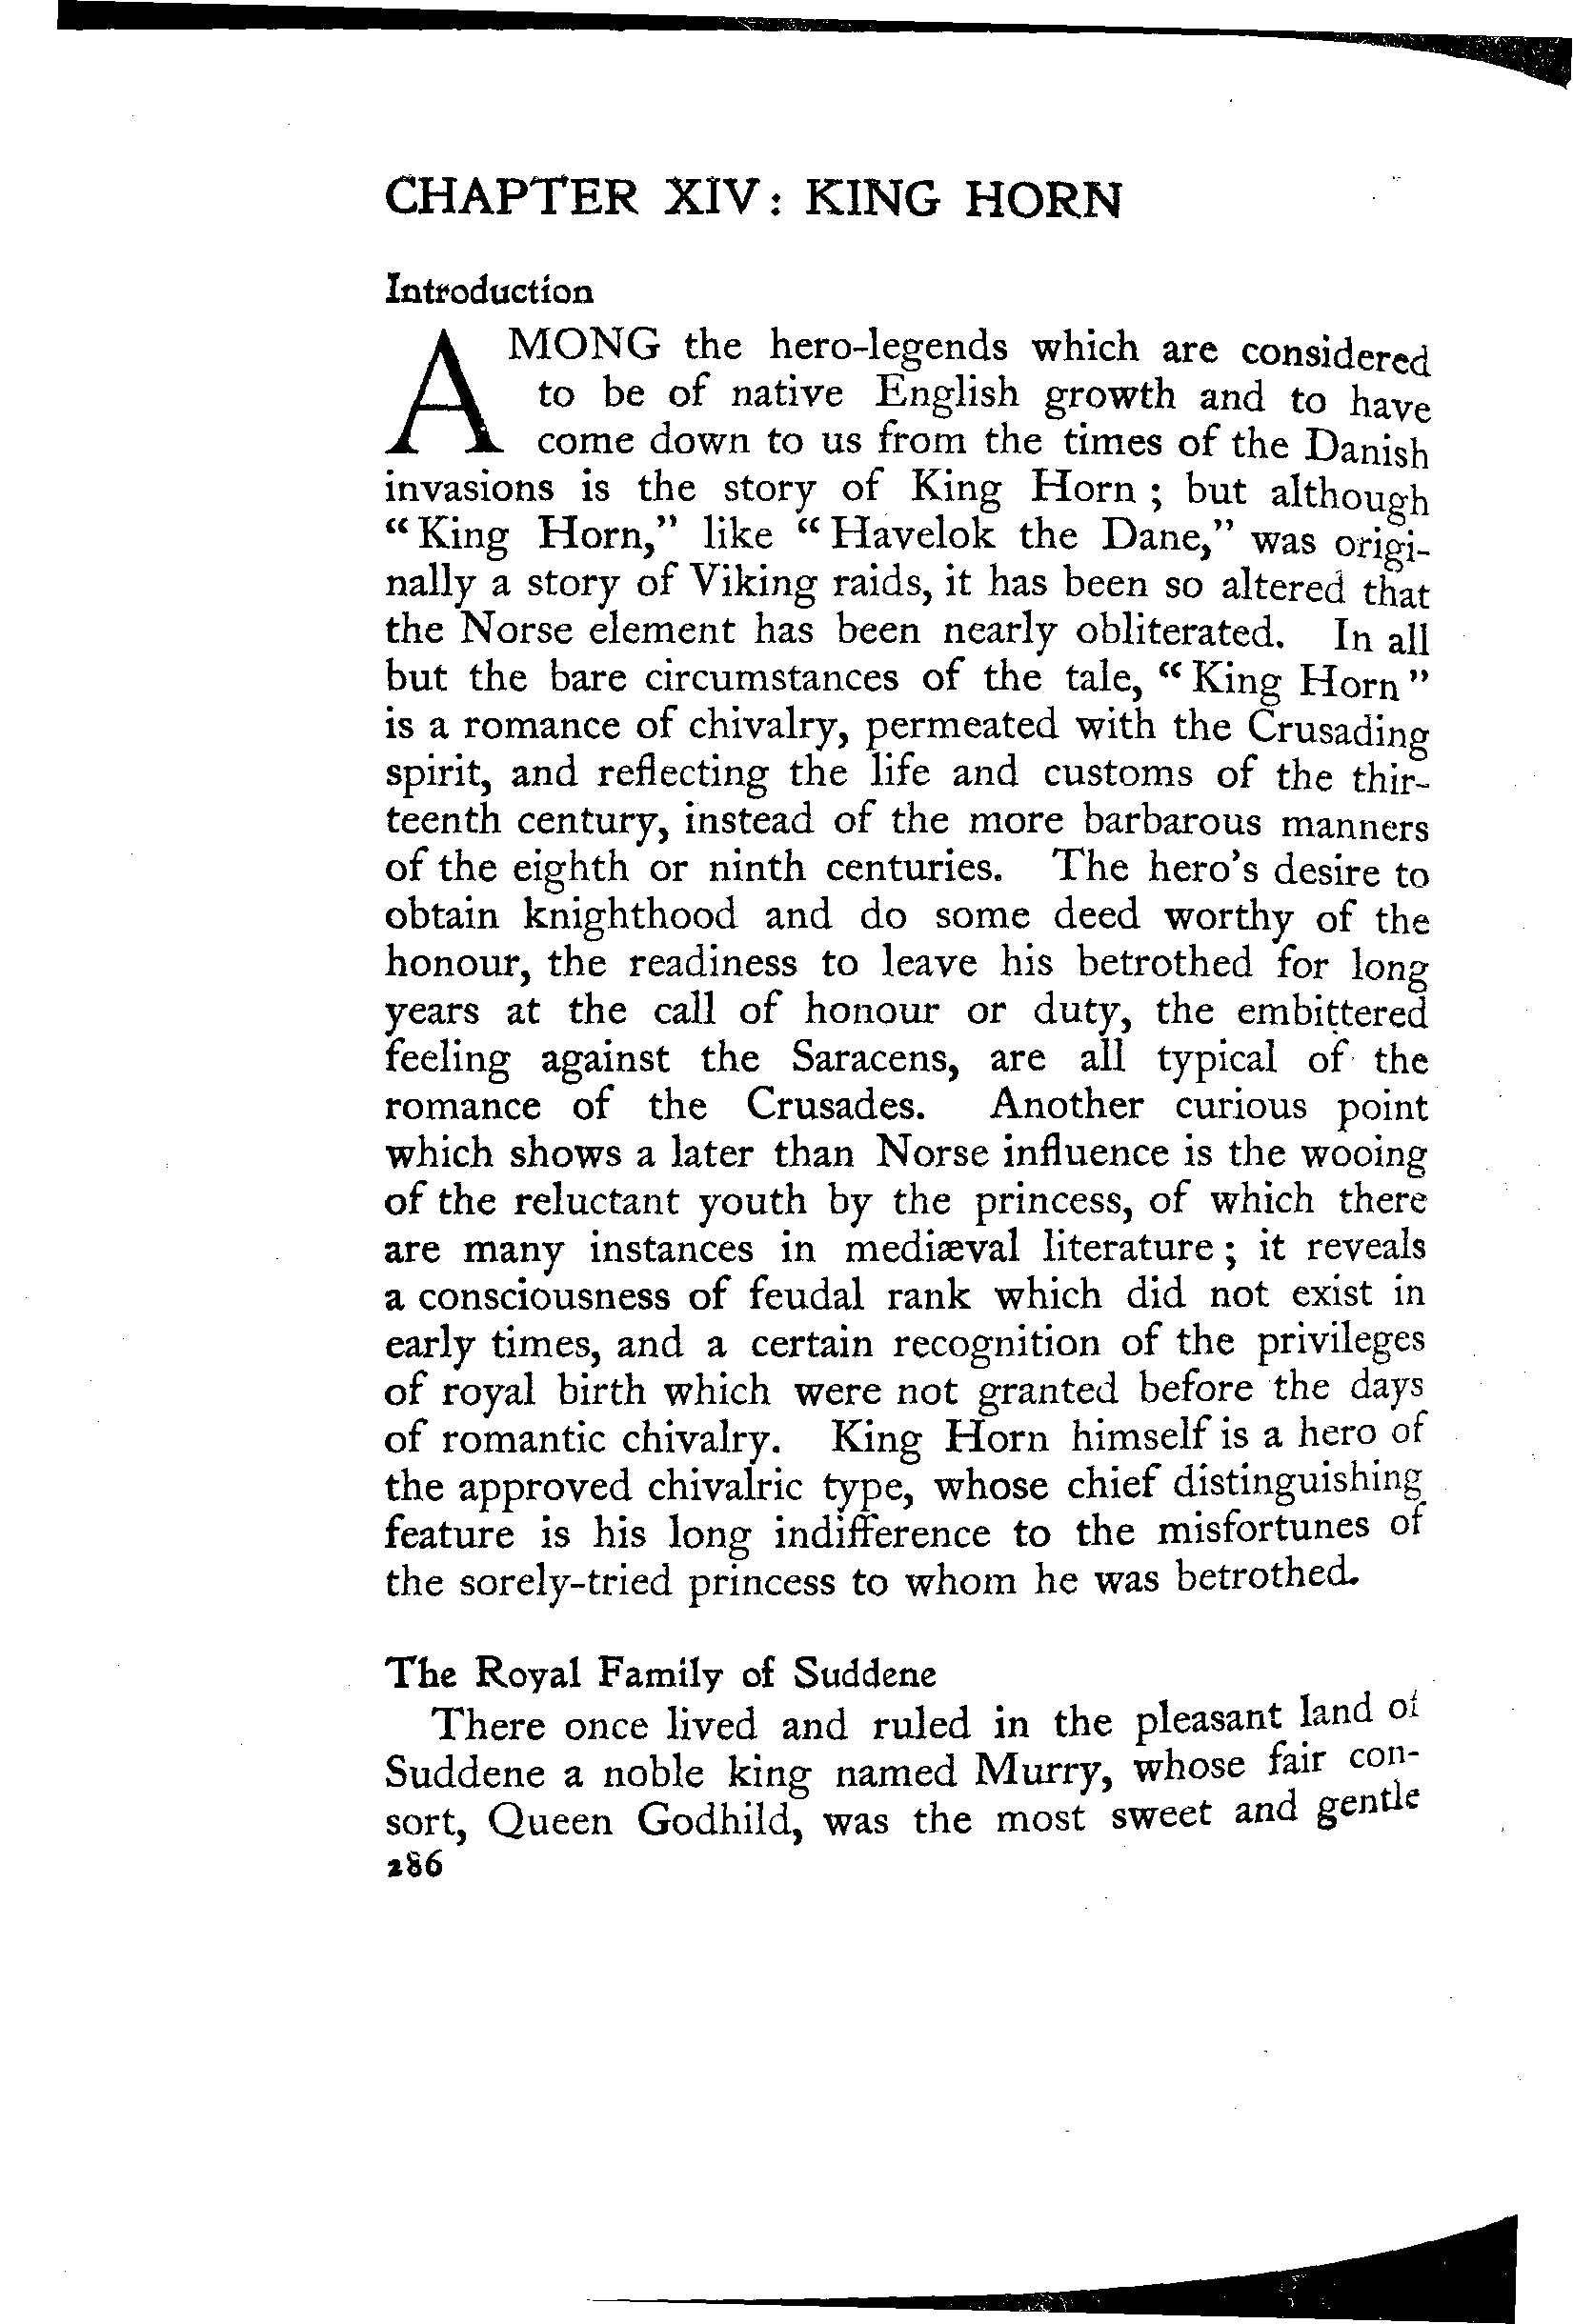 CHAPTER XIV: KING HORN
Introduction
AMONG the hero-legends which are considered
to be of native English growth and to have
come down to us from the times of the Danish
invasions is the story of King Horn ; but although
“King Horn,” like “Havelok the Dane,” was origi-
nally a story of Viking raids, it has been so altered that
the Norse element has been nearly obliterated. In all
but the bare circumstances of the tale, “King Horn”
is a romance of chivalry, permeated with the Crusading
spirit, and reflecting the life and customs of the thir-
teenth century, instead of the more barbarous manners
of the eighth or ninth centuries. The hero’s desire to
obtain knighthood and do some deed worthy of the
honour, the readiness to leave his betrothed for long
years at the call of honour or duty, the embittered
feeling against the Saracens, are all typical of the
romance of the Crusades. Another curious point
which shows a later than Norse influence is the wooing
of the reluctant youth by the princess, of which there
are many instances in mediæval literature ; it reveals
a consciousness of feudal rank which did not exist in
early times, and a certain recognition of the privileges
of royal birth which were not granted before the days
of romantic chivalry. King Horn himself is a hero of
the approved chivalric type, whose chief distinguishing
feature is his long indifference to the misfortunes of
the sorely-tried princess to whom he was betrothed.
The Royal Family of Suddene
There once lived and ruled in the pleasant land of
Suddene a noble king named Murry, whose fair con-
sort, Queen Godhild, was the most sweet and gentle
286